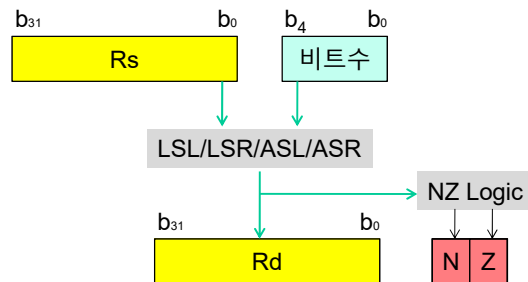 b31 b0 b4 b0
Rs 비트수
LSL/LSR/ASL/ASR
NZ Logic
b31 b0
Rd N Z